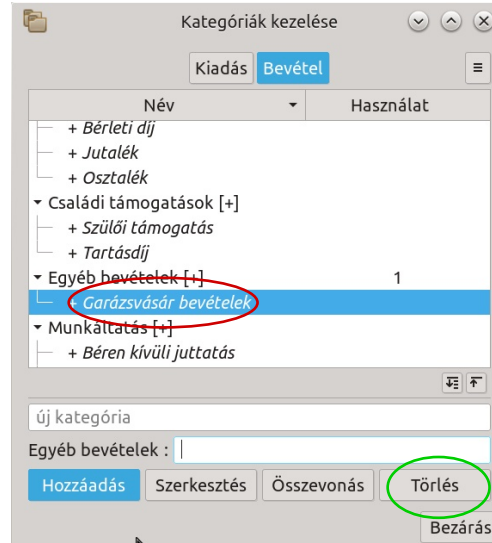 Kategóriák kezelése
Kiadás Bevétel
Név Használat
+ Bérleti díj
+ Jutalék
+ Osztalék
Családi támogatások [+]
+ Szülői támogatás
+ Tartásdíj
Egyéb bevételek [+] 1
+ Garázsvásár bevételek
Munkáltatás [+]
+ Béren kívüli juttatás
új kategória
Egyéb bevételek :
Hozzáadás Szerkesztés Összevonás Törlés
Bezárás